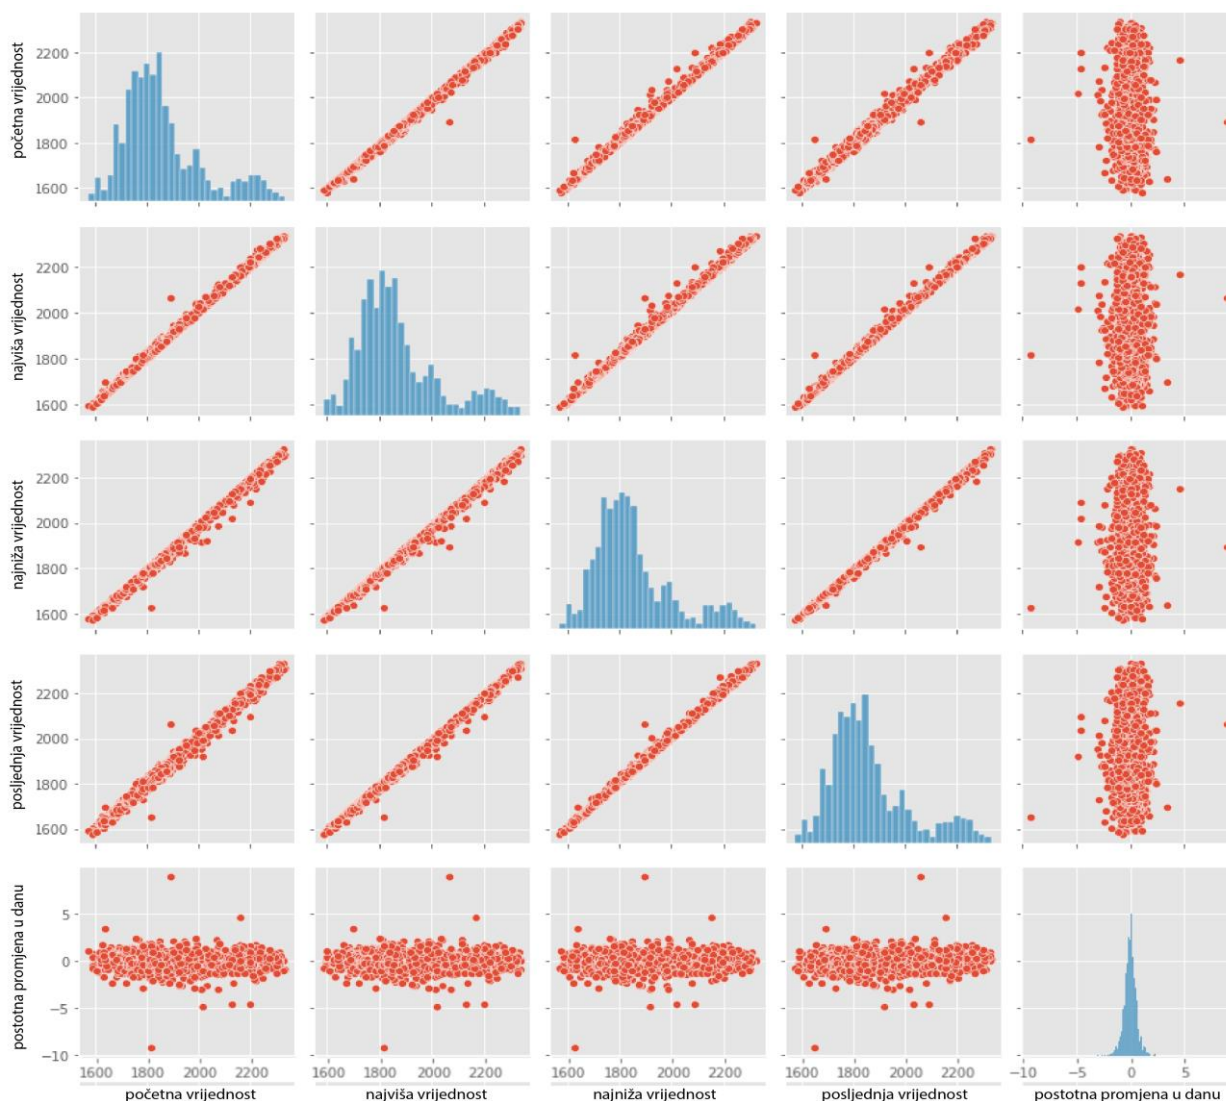 početna vrijednost
2200
2000
1800
1600
najviša vrijednost
2200
2000
1800
1600
najniža vrijednost
2200
2000
1800
1600
posljednja vrijednost
2200
2000
1800
1600
postotna promjena u danu
5
0
−5
−10
1600 1800 2000 2200 1600 1800 2000 2200 1600 1800 2000 2200 1600 1800 2000 2200 −10 −5 0 5
početna vrijednost najviša vrijednost najniža vrijednost posljednja vrijednost postotna promjena u danu